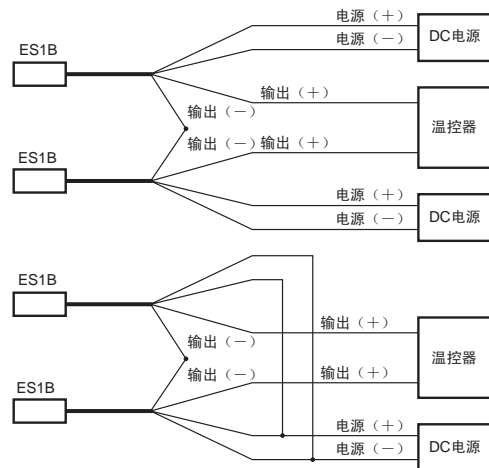 电源（+）
DC电源
电源（−）
ES1B
输出（+）
输出（−）
温控器
输出（−）输出（+）
ES1B
电源（+）
DC电源
电源（−）
ES1B
输出（+）
输出（−）
温控器
输出（−）
输出（+）
ES1B
电源（+）
DC电源
电源（−）